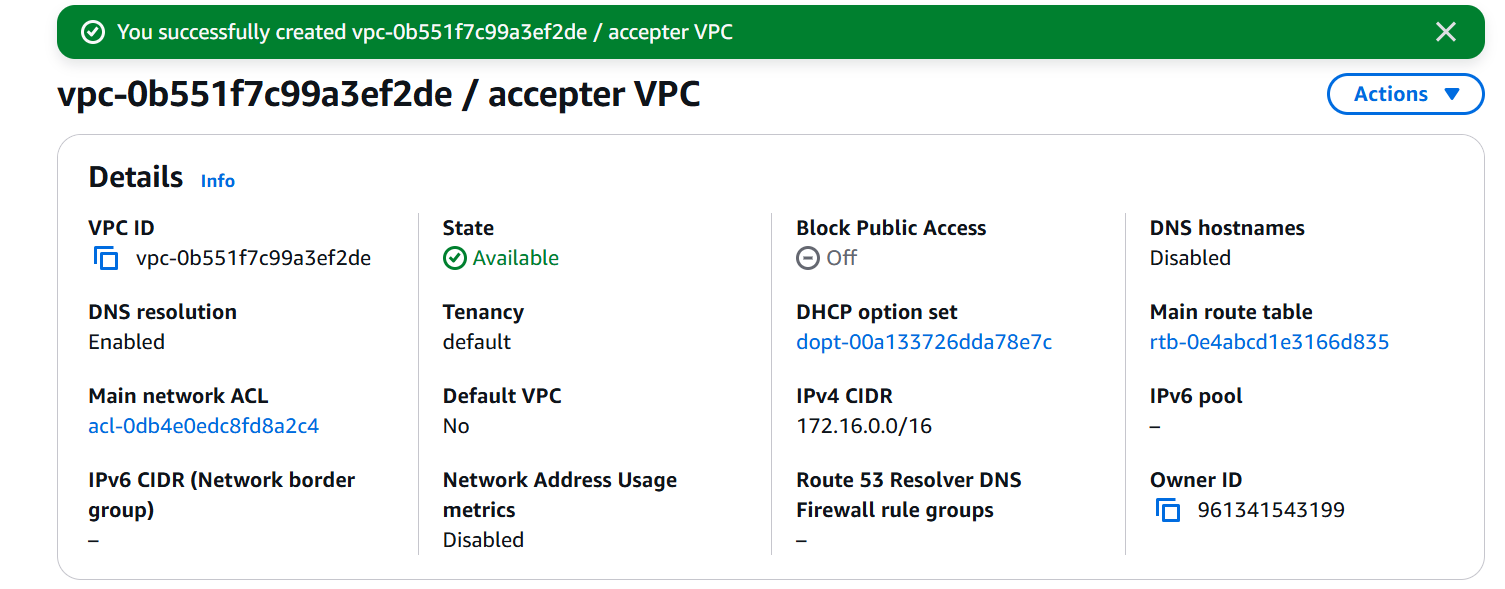 You successfully created vpc-0b551f7c99a3ef2de / accepter VPC
vpc-0b551f7c99a3ef2de / accepter VPC
Actions
Details Info
VPC ID
vpc-0b551f7c99a3ef2de
State
Available
Block Public Access
Off
DNS hostnames
Disabled
DNS resolution
Enabled
Tenancy
default
DHCP option set
dopt-00a133726dda78e7c
Main route table
rtb-0e4abcd1e3166d835
Main network ACL
acl-0db4e0edc8fd8a2c4
Default VPC
No
IPv4 CIDR
172.16.0.0/16
IPv6 pool
–
IPv6 CIDR (Network border
group)
–
Network Address Usage
metrics
Disabled
Route 53 Resolver DNS
Firewall rule groups
–
Owner ID
961341543199